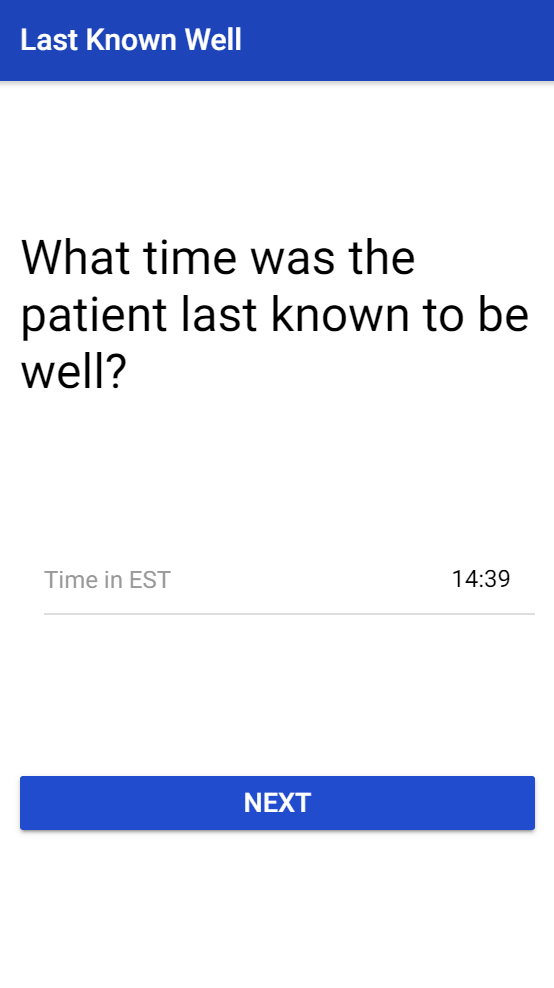 Last Known Well
What time was the
patient last known to be
well?
Time in EST 14:39
NEXT